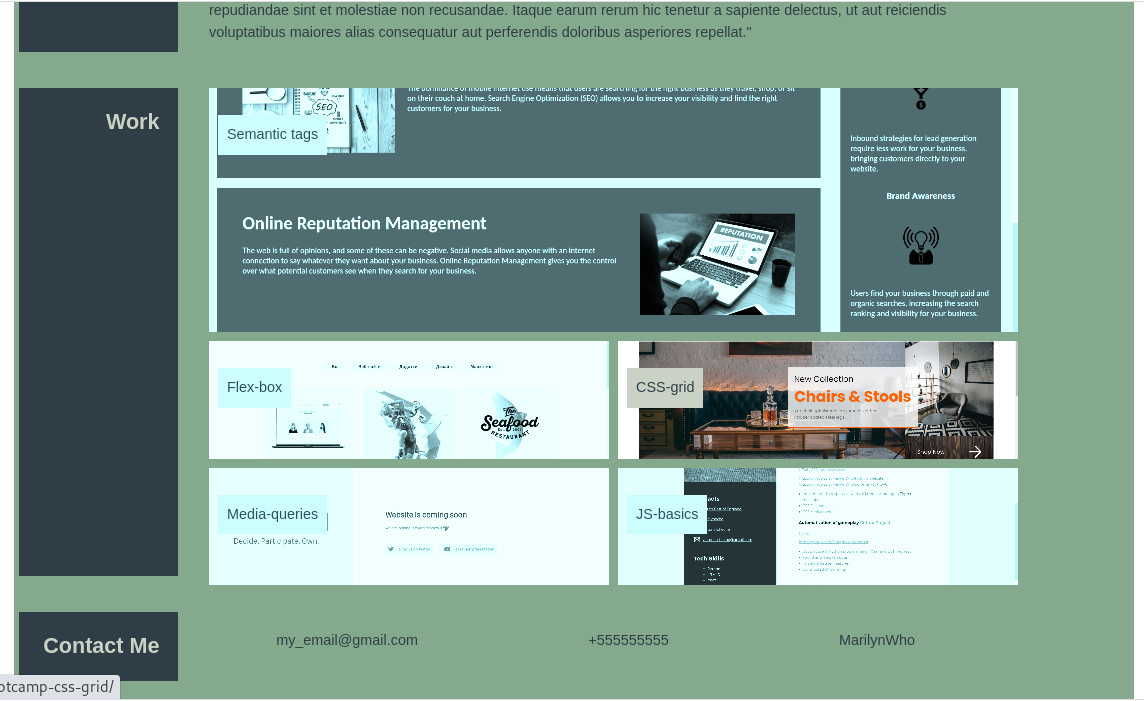 repudiandae sint et molestiae non recusandae. Itaque earum rerum hic tenetur a sapiente delectus, ut aut reiciendis
voluptatibus maiores alias consequatur aut perferendis doloribus asperiores repellat."
Work
The dominance of mobile internet use means that users are searching for the right business as they travel, shop, or sit
on their couch at home. Search Engine Optimization (SEO) allows you to increase your visibility and find the right
customers for your business.
SEO
Semantic tags
Inbound strategies for lead generation
require less work for your business,
bringing customers directly to your
website.
Brand Awareness
Users find your business through paid and
organic searches, increasing the search
ranking and visibility for your business.
Online Reputation Management
The web is full of opinions, and some of these can be negative. Social media allows anyone with an internet
connection to say whatever they want about your business. Online Reputation Management gives you the control
over what potential customers see when they search for your business.
REPUTATION
Flex-box
The
Seafood
RESTAURANT
CSS-grid
New Collection
Chairs & Stools
Shop Now
Media-queries
Decide. Participate. Own.
Website is coming soon
JS-basics
Tech Skills
Automatization of gameplay
Contact Me
my_email@gmail.com
+555555555
MarilynWho
otcamp-css-grid/